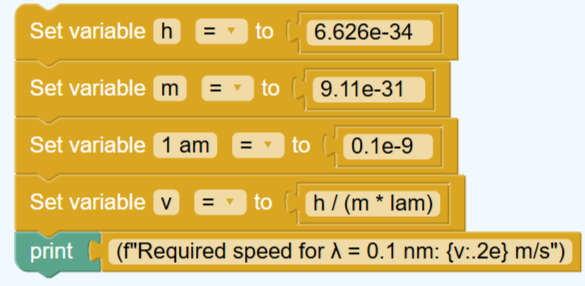 Set variable h = to 6.626e-34
Set variable m = to 9.11e-31
Set variable 1 am = to 0.1e-9
Set variable v = to h / (m * lam)
print (f"Required speed for λ = 0.1 nm: {v:.2e} m/s")